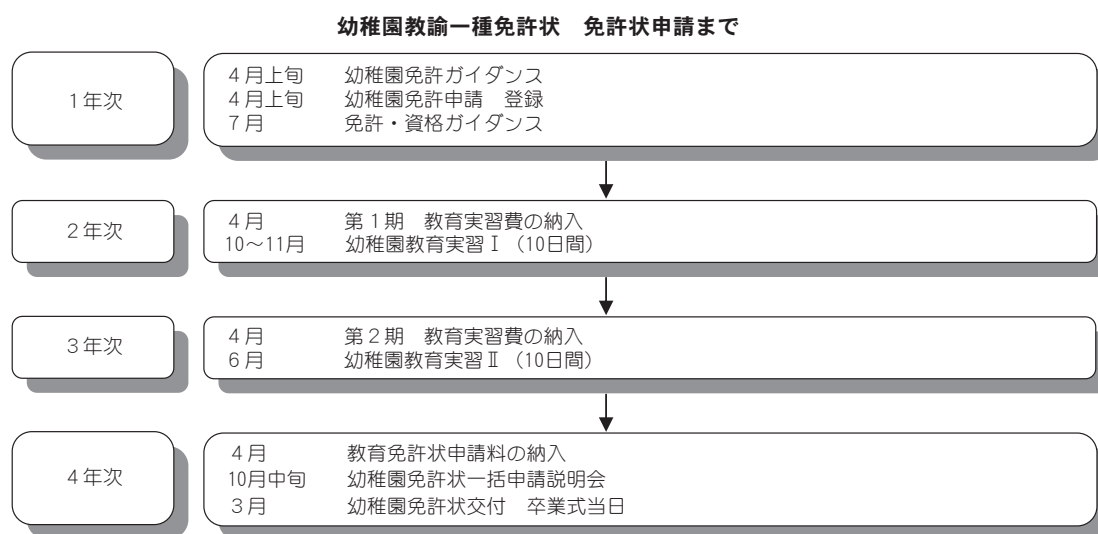 幼稚園教諭一種免許状　免許状申請まで
１年次
４月上旬　幼稚園免許ガイダンス
４月上旬　幼稚園免許申請　登録
７月　免許・資格ガイダンス
２年次
４月　第１期　教育実習費の納入
10～11月　幼稚園教育実習Ⅰ（10日間）
３年次
４月　第２期　教育実習費の納入
６月　幼稚園教育実習Ⅱ（10日間）
４年次
４月　教育免許状申請料の納入
10月中旬　幼稚園免許状一括申請説明会
３月　幼稚園免許状交付　卒業式当日